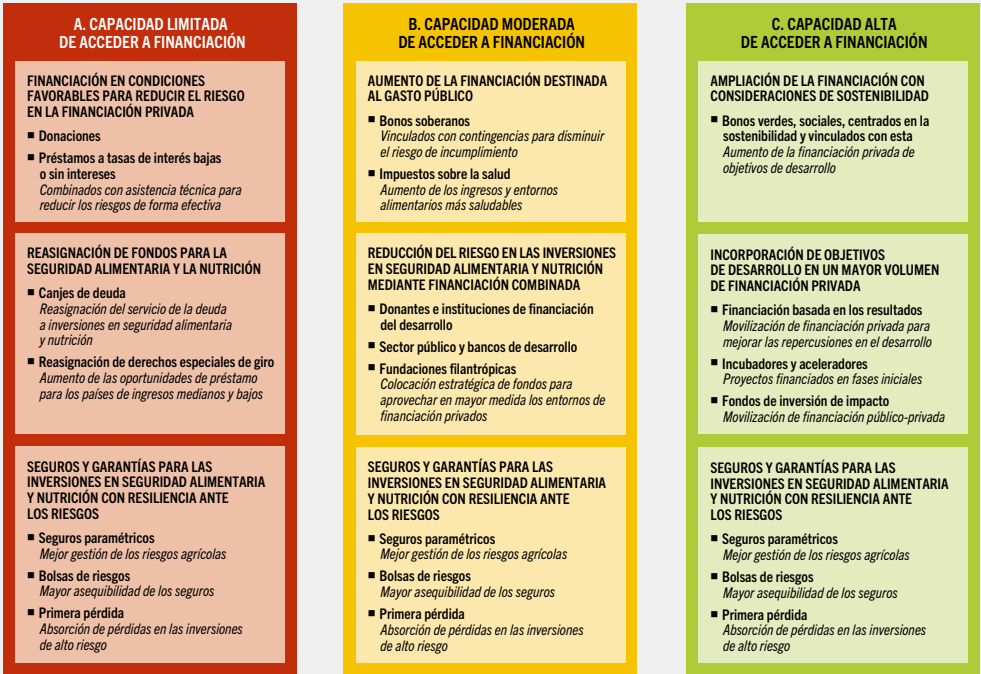 A. CAPACIDAD LIMITADA
DE ACCEDER A FINANCIACIÓN
FINANCIACIÓN EN CONDICIONES
FAVORABLES PARA REDUCIR EL RIESGO
EN LA FINANCIACIÓN PRIVADA
■ Donaciones
■ Préstamos a tasas de interés bajas
o sin intereses
Combinados con asistencia técnica para
reducir los riesgos de forma efectiva
REASIGNACIÓN DE FONDOS PARA LA
SEGURIDAD ALIMENTARIA Y LA NUTRICIÓN
■ Canjes de deuda
Reasignación del servicio de la deuda
a inversiones en seguridad alimentaria
y nutrición
■ Reasignación de derechos especiales de giro
Aumento de las oportunidades de préstamo
para los países de ingresos medianos y bajos
SEGUROS Y GARANTÍAS PARA LAS
INVERSIONES EN SEGURIDAD ALIMENTARIA
Y NUTRICIÓN CON RESILIENCIA ANTE
LOS RIESGOS
■ Seguros paramétricos
Mejor gestión de los riesgos agrícolas
■ Bolsas de riesgos
Mayor asequibilidad de los seguros
■ Primera pérdida
Absorción de pérdidas en las inversiones
de alto riesgo
B. CAPACIDAD MODERADA
DE ACCEDER A FINANCIACIÓN
AUMENTO DE LA FINANCIACIÓN DESTINADA
AL GASTO PÚBLICO
■ Bonos soberanos
Vinculados con contingencias para disminuir
el riesgo de incumplimiento
■ Impuestos sobre la salud
Aumento de los ingresos y entornos
alimentarios más saludables
REDUCCIÓN DEL RIESGO EN LAS INVERSIONES
EN SEGURIDAD ALIMENTARIA Y NUTRICIÓN
MEDIANTE FINANCIACIÓN COMBINADA
■ Donantes e instituciones de financiación
del desarrollo
■ Sector público y bancos de desarrollo
■ Fundaciones filantrópicas
Colocación estratégica de fondos para
aprovechar en mayor medida los entornos de
financiación privados
SEGUROS Y GARANTÍAS PARA LAS
INVERSIONES EN SEGURIDAD ALIMENTARIA
Y NUTRICIÓN CON RESILIENCIA ANTE
LOS RIESGOS
■ Seguros paramétricos
Mejor gestión de los riesgos agrícolas
■ Bolsas de riesgos
Mayor asequibilidad de los seguros
■ Primera pérdida
Absorción de pérdidas en las inversiones
de alto riesgo
C. CAPACIDAD ALTA
DE ACCEDER A FINANCIACIÓN
AMPLIACIÓN DE LA FINANCIACIÓN CON
CONSIDERACIONES DE SOSTENIBILIDAD
■ Bonos verdes, sociales, centrados en la
sostenibilidad y vinculados con esta
Aumento de la financiación privada de
objetivos de desarrollo
INCORPORACIÓN DE OBJETIVOS
DE DESARROLLO EN UN MAYOR VOLUMEN
DE FINANCIACIÓN PRIVADA
■ Financiación basada en los resultados
Movilización de financiación privada para
mejorar las repercusiones en el desarrollo
■ Incubadores y aceleradores
Proyectos financiados en fases iniciales
■ Fondos de inversión de impacto
Movilización de financiación público-privada
SEGUROS Y GARANTÍAS PARA LAS
INVERSIONES EN SEGURIDAD ALIMENTARIA
Y NUTRICIÓN CON RESILIENCIA ANTE
LOS RIESGOS
■ Seguros paramétricos
Mejor gestión de los riesgos agrícolas
■ Bolsas de riesgos
Mayor asequibilidad de los seguros
■ Primera pérdida
Absorción de pérdidas en las inversiones
de alto riesgo